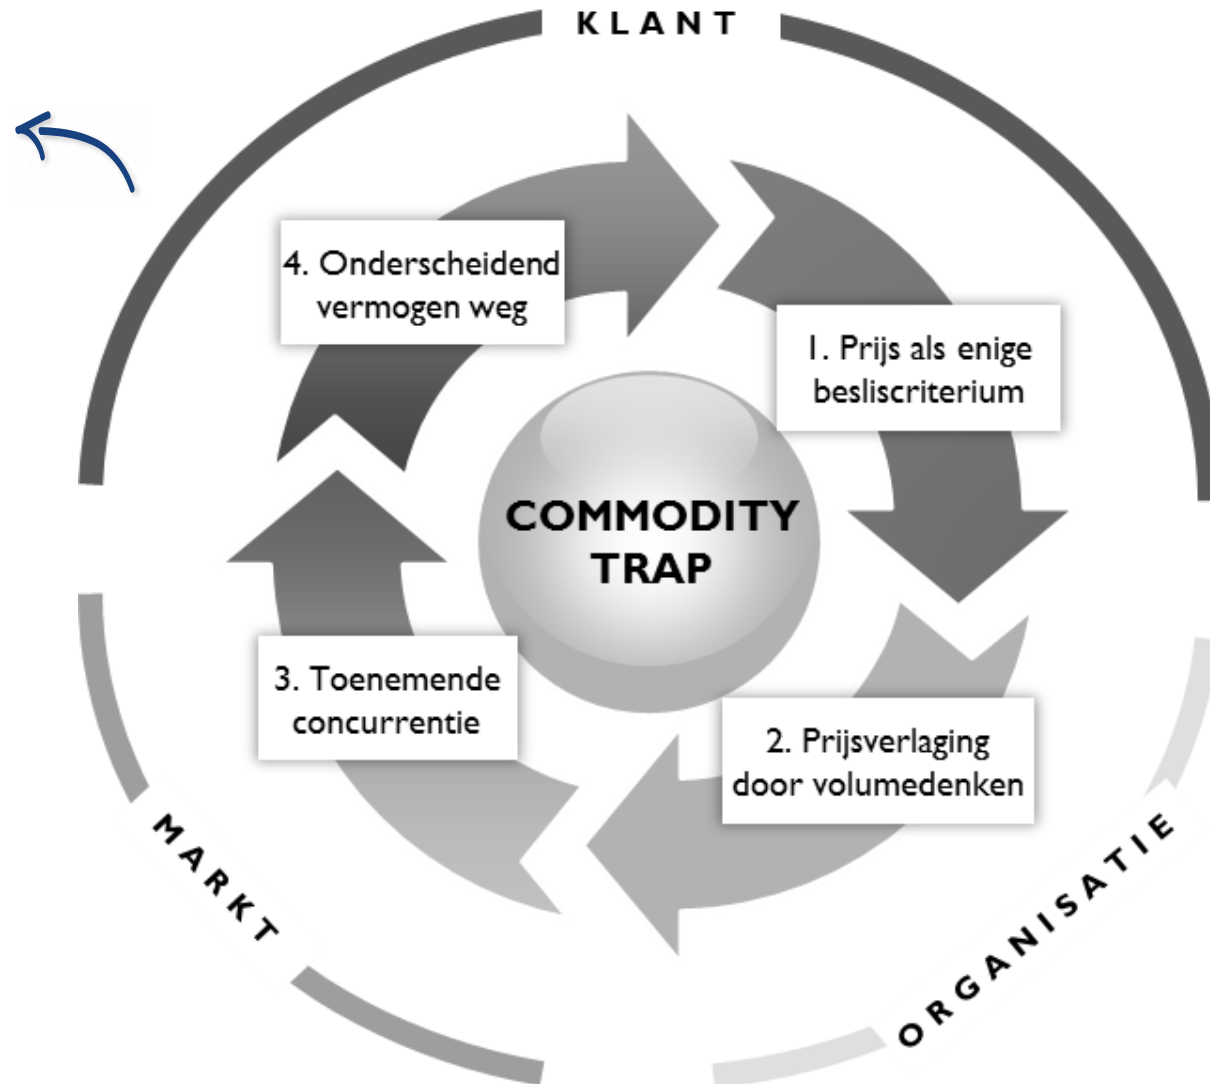 KLANT
4. Onderscheidend
vermogen weg
1. Prijs als enige
besliscriterium
COMMODITY
TRAP
3. Toenemende
concurrentie
2. Prijsverlaging
door volumedenken
MARKT
ORGANISATIE